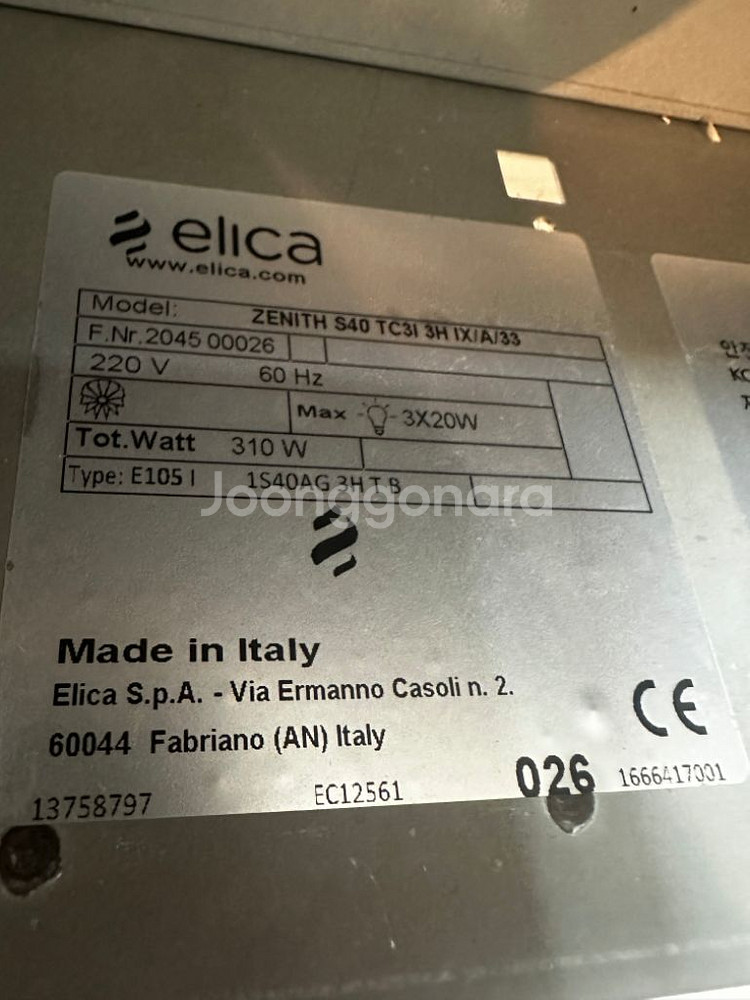 elica
www.elica.com
Model: ZENITH S40 TC3I 3H IX/A/33
F.Nr.2045 00026
220 V 60 Hz
Max 3X20W
Tot.Watt 310 W
Type: E105 I 1S40AG 3H T B
Joonggonara
Made in Italy
Elica S.p.A. - Via Ermanno Casoli n. 2.
60044 Fabriano (AN) Italy
CE
13758797 EC12561 026 1666417001
KC